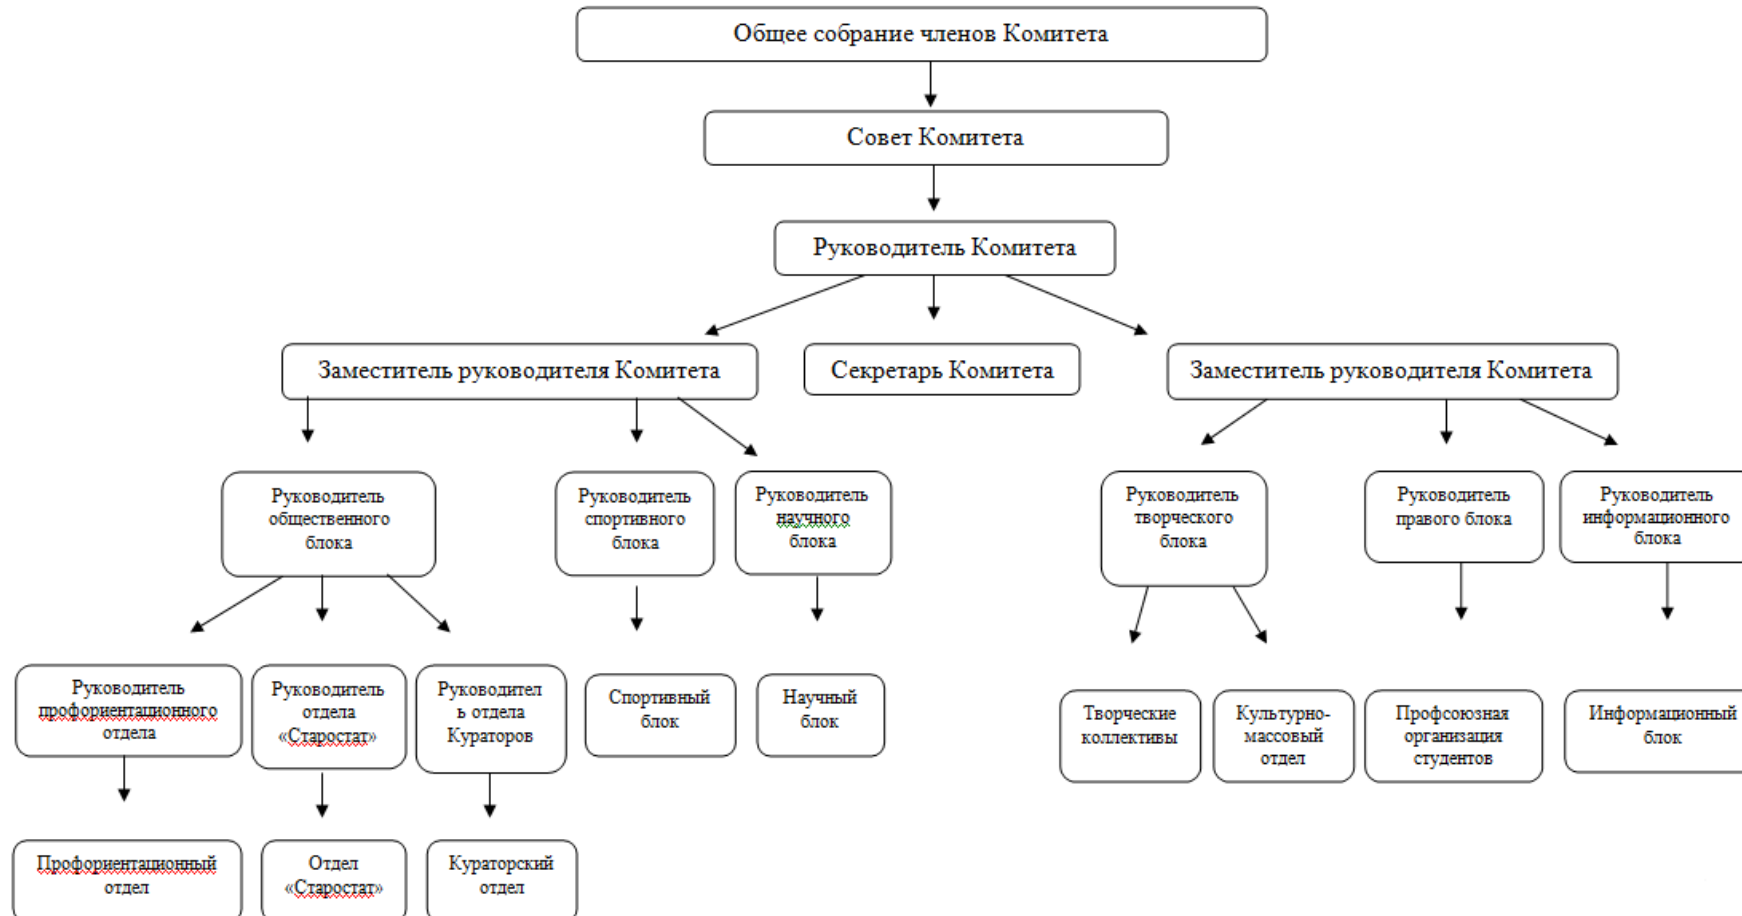 Общее собрание членов Комитета
Совет Комитета
Руководитель Комитета
Заместитель руководителя Комитета
Секретарь Комитета
Заместитель руководителя Комитета
Руководитель
общественного
блока
Руководитель
спортивного
блока
Руководитель
научного
блока
Руководитель
творческого
блока
Руководитель
правого блока
Руководитель
информационного
блока
Руководитель
профориентационного
отдела
Руководитель
отдела
«Старостат»
Руководител
ь отдела
Кураторов
Спортивный
блок
Научный
блок
Творческие
коллективы
Культурно-
массовый
отдел
Профсоюзная
организация
студентов
Информационный
блок
Профориентационный
отдел
Отдел
«Старостат»
Кураторский
отдел